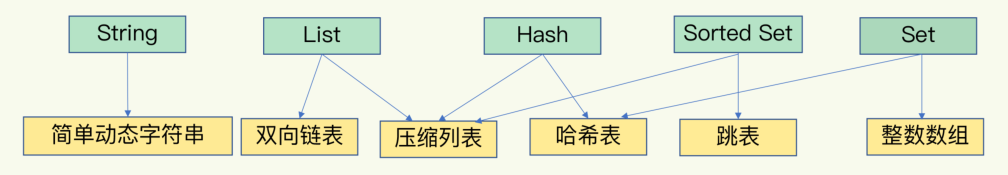 String
List
Hash
Sorted Set
Set
简单动态字符串
双向链表
压缩列表
哈希表
跳表
整数数组